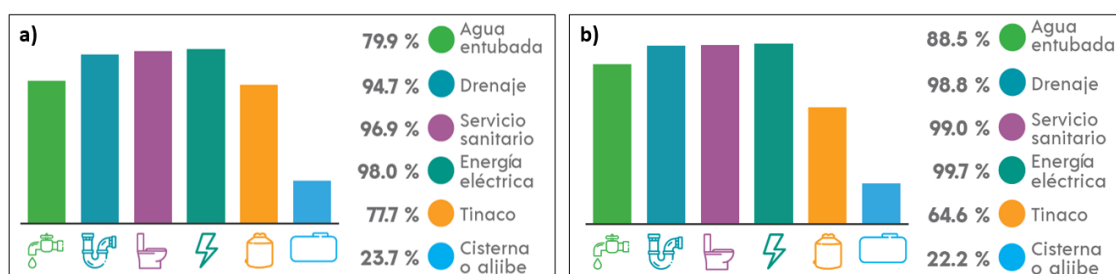 a)
79.9 % Agua
entubada
94.7 % Drenaje
96.9 % Servicio
sanitario
98.0 % Energía
eléctrica
77.7 % Tinaco
23.7 % Cisterna
o aljibe
b)
88.5 % Agua
entubada
98.8 % Drenaje
99.0 % Servicio
sanitario
99.7 % Energía
eléctrica
64.6 % Tinaco
22.2 % Cisterna
o aljibe